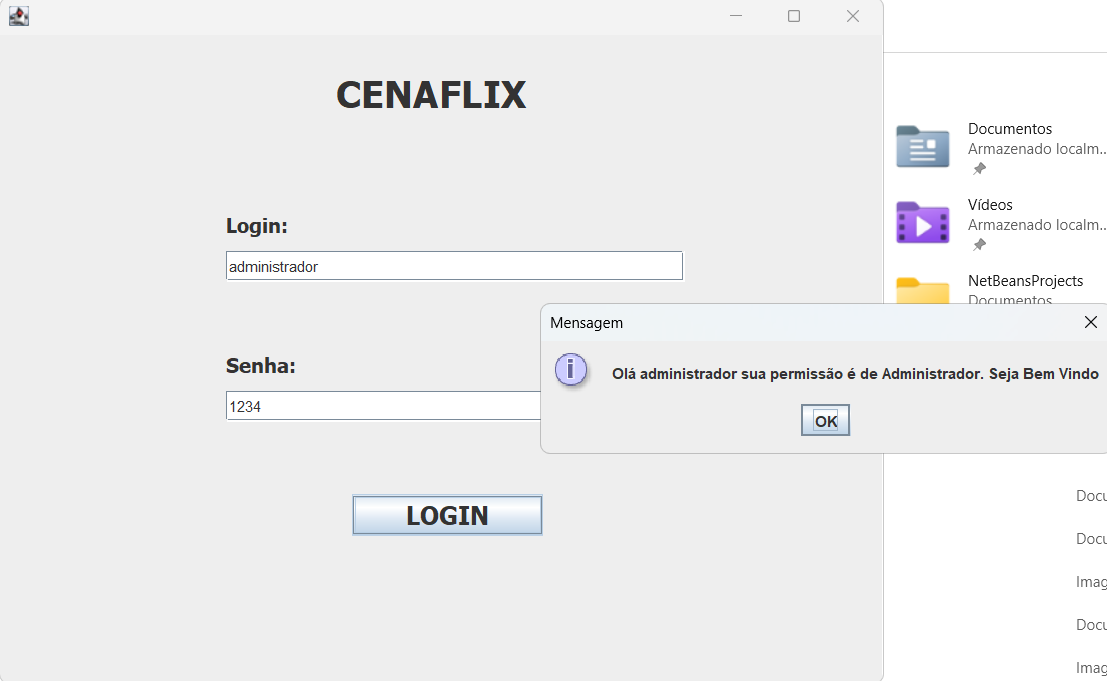 CENAFLIX
Login:
administrador
Senha:
1234
LOGIN
Mensagem
i
Olá administrador sua permissão é de Administrador. Seja Bem Vindo
OK
Documentos
Armazenado localm...
Vídeos
Armazenado localm...
NetBeansProjects
Documentos
Docu
Docu
Imag
Docu
Imag